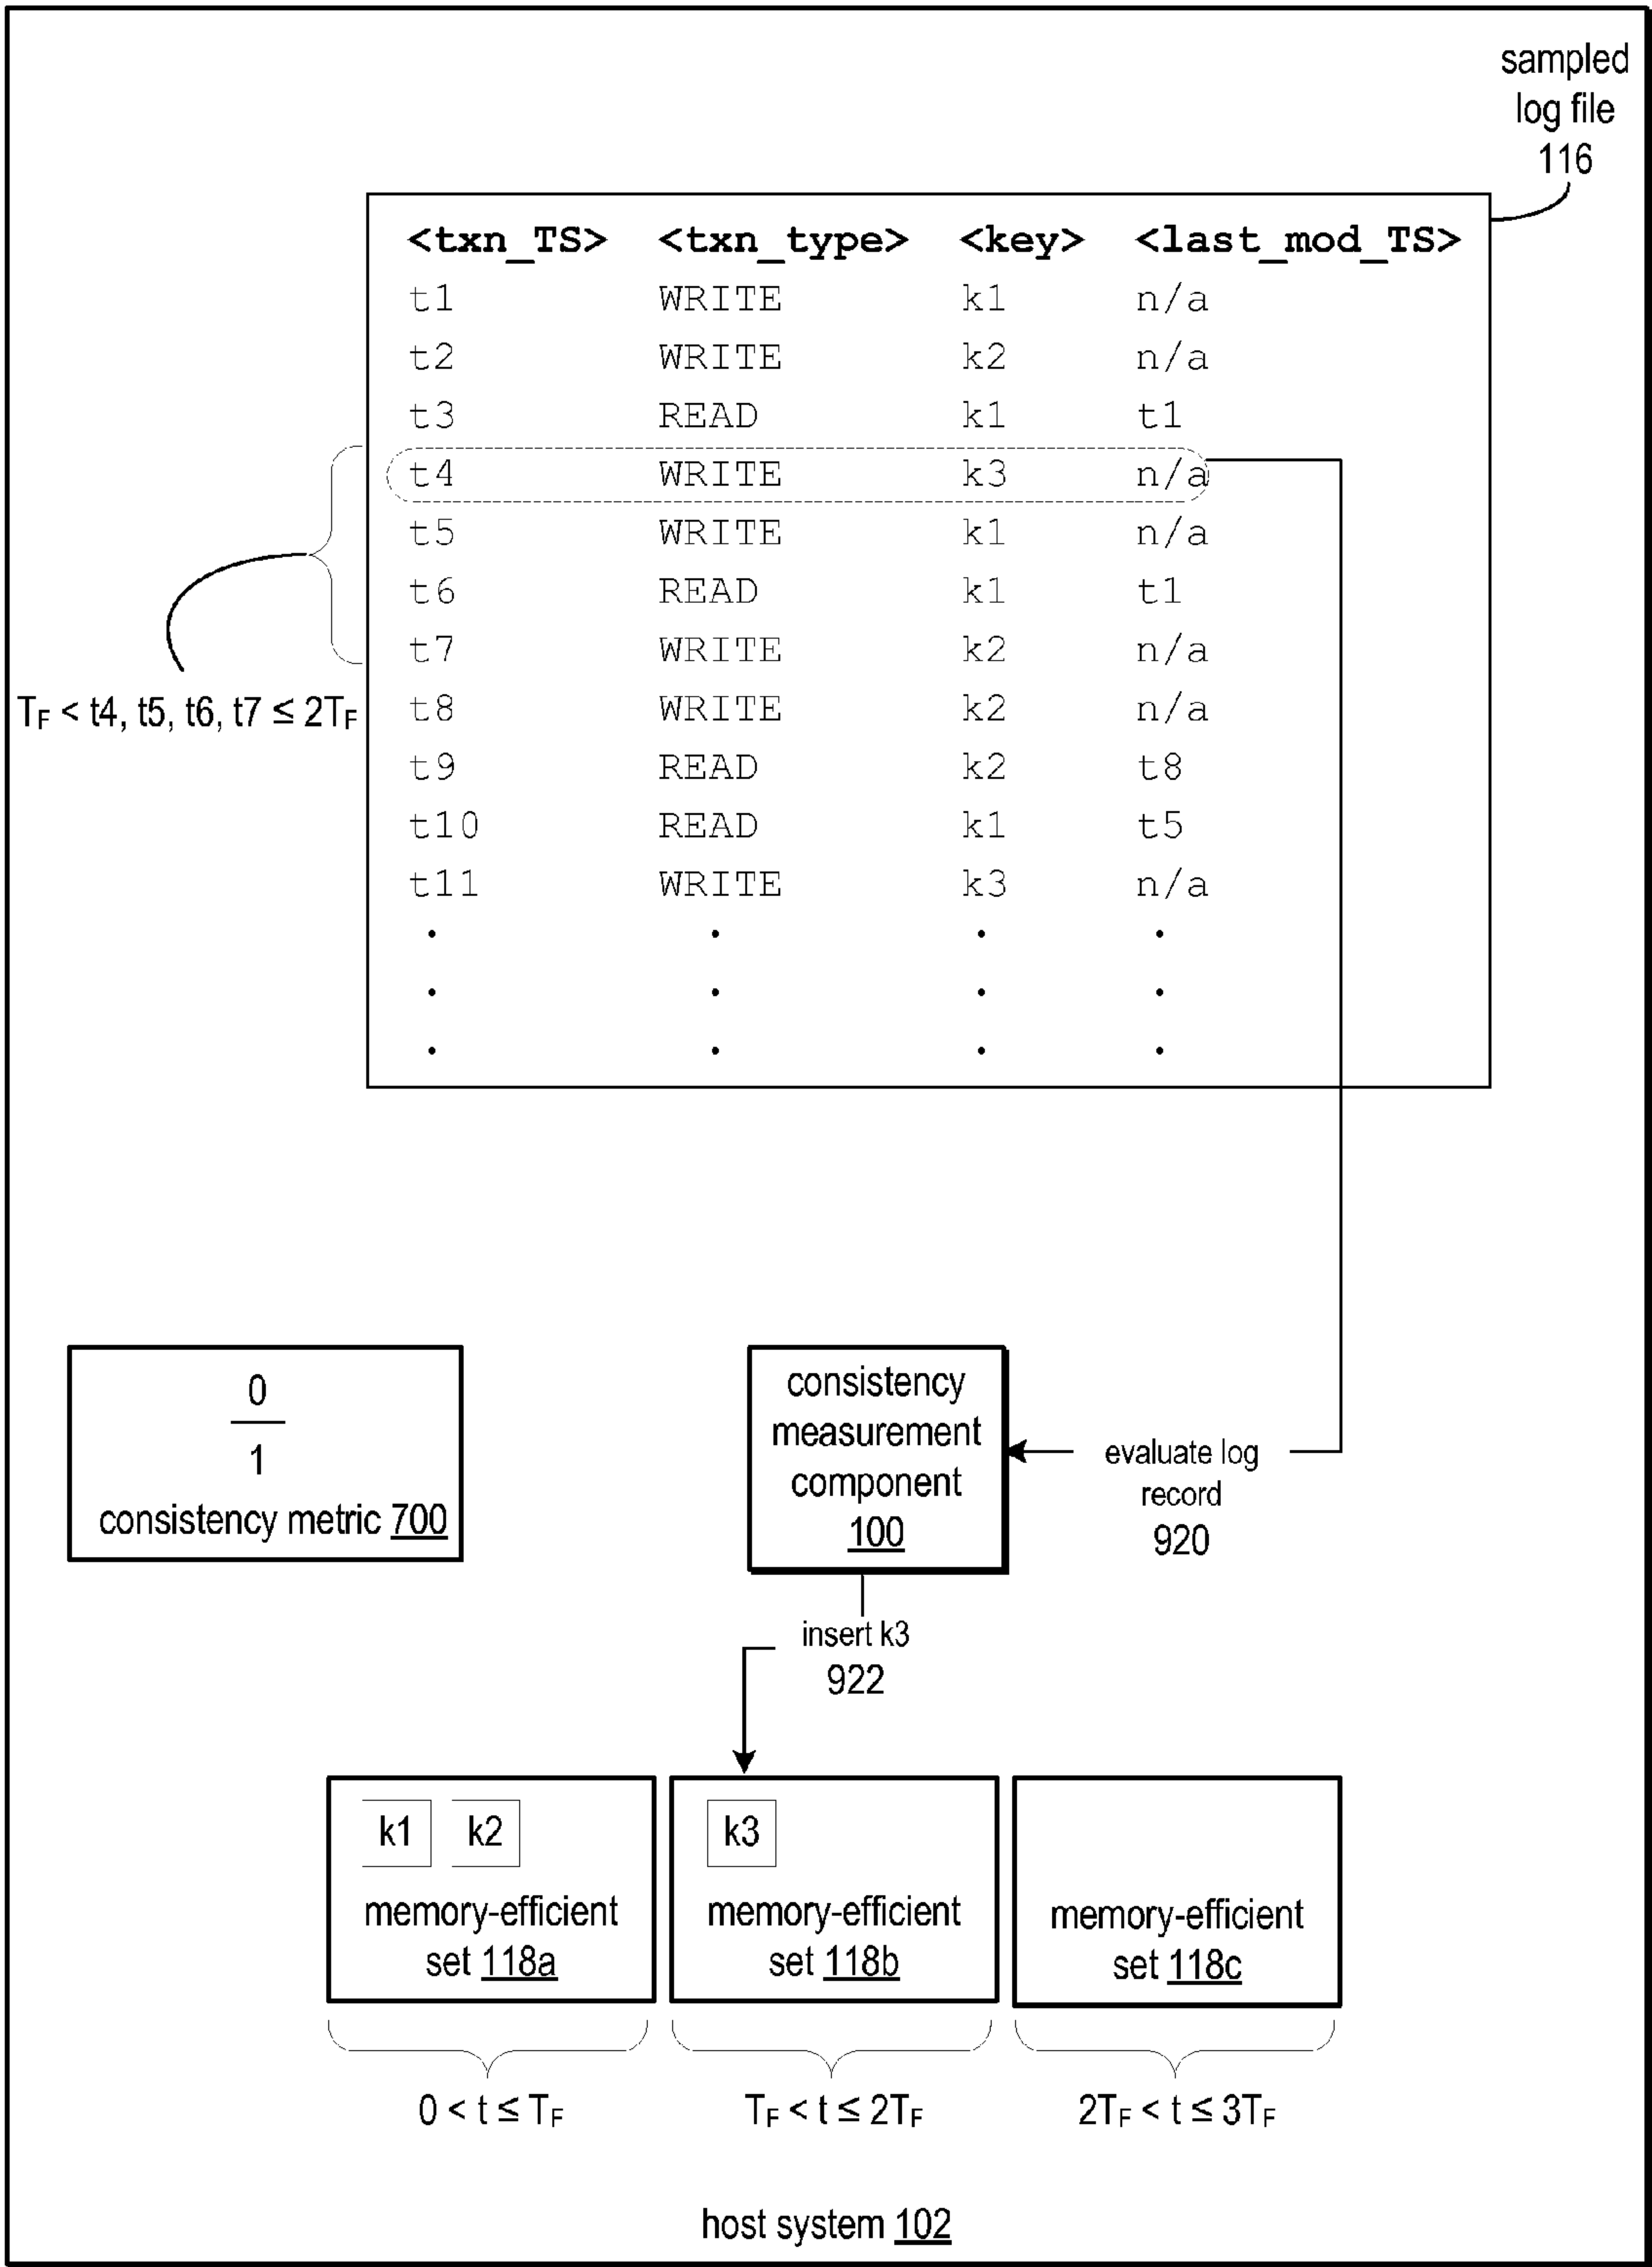 sampled
log file
116
<txn_TS> <txn_type> <key> <last_mod_TS>
t1 WRITE k1 n/a
t2 WRITE k2 n/a
t3 READ k1 t1
t4 WRITE k3 n/a
t5 WRITE k1 n/a
t6 READ k1 t1
t7 WRITE k2 n/a
TF < t4, t5, t6, t7 ≤ 2TF
t8 WRITE k2 n/a
t9 READ k2 t8
t10 READ k1 t5
t11 WRITE k3 n/a
. . . .
. . . .
. . . .
0
1
consistency metric 700
consistency
measurement
component
100
evaluate log
record
920
insert k3
922
k1 k2
memory-efficient
set 118a
k3
memory-efficient
set 118b
memory-efficient
set 118c
0 < t ≤ TF
TF < t ≤ 2TF
2TF < t ≤ 3TF
host system 102